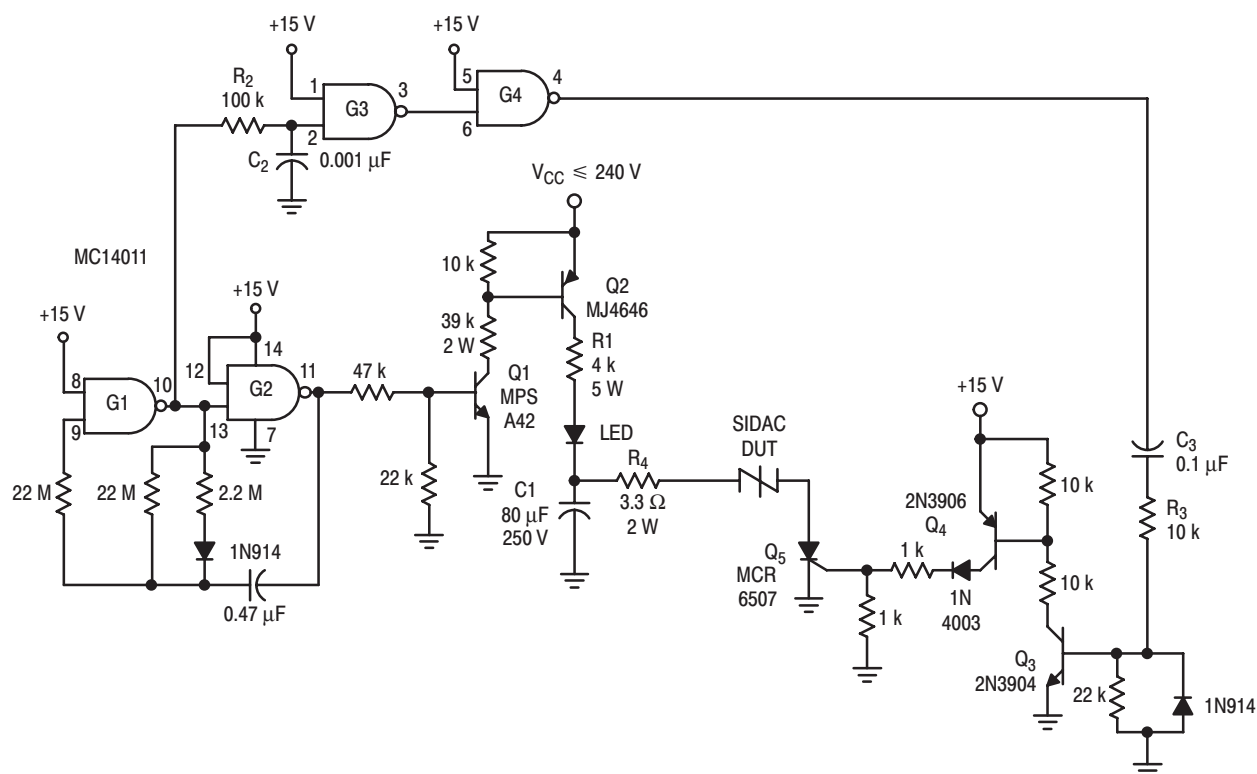 +15 V
+15 V
R2
100 k
1
G3
3
2
5
G4
4
6
C2
0.001 μF
VCC ≤ 240 V
MC14011
10 k
Q2
MJ4646
+15 V
+15 V
39 k
2 W
R1
4 k
5 W
14
12
11
47 k
Q1
MPS
A42
8
G1
10
G2
9
13
7
LED
SIDAC
DUT
+15 V
C3
0.1 μF
22 M
22 M
2.2 M
22 k
C1
80 μF
250 V
R4
3.3 Ω
2 W
2N3906
Q4
10 k
R3
10 k
1N914
0.47 μF
Q5
MCR
6507
1 k
1 k
1N
4003
10 k
Q3
2N3904
22 k
1N914